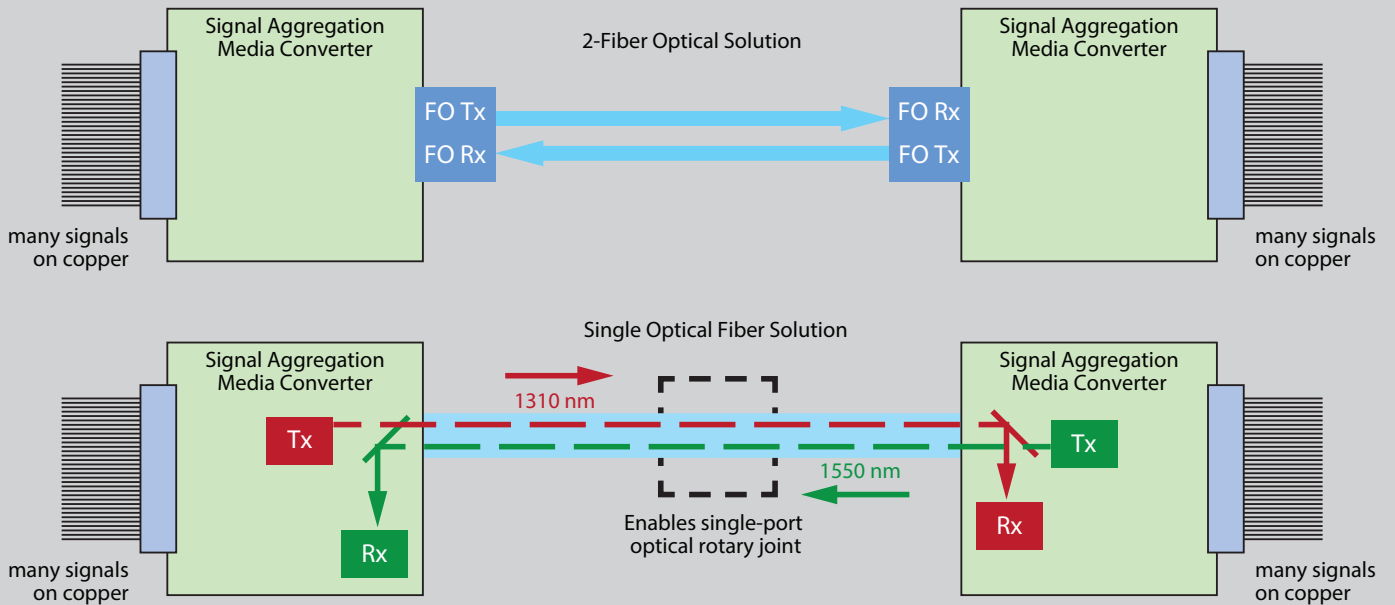 Signal Aggregation
Media Converter
2-Fiber Optical Solution
Signal Aggregation
Media Converter
FO Tx
FO Rx
FO Rx
FO Tx
many signals
on copper
many signals
on copper
Single Optical Fiber Solution
Signal Aggregation
Media Converter
Signal Aggregation
Media Converter
1310 nm
Tx
Tx
1550 nm
Rx
Rx
Enables single-port
optical rotary joint
many signals
on copper
many signals
on copper